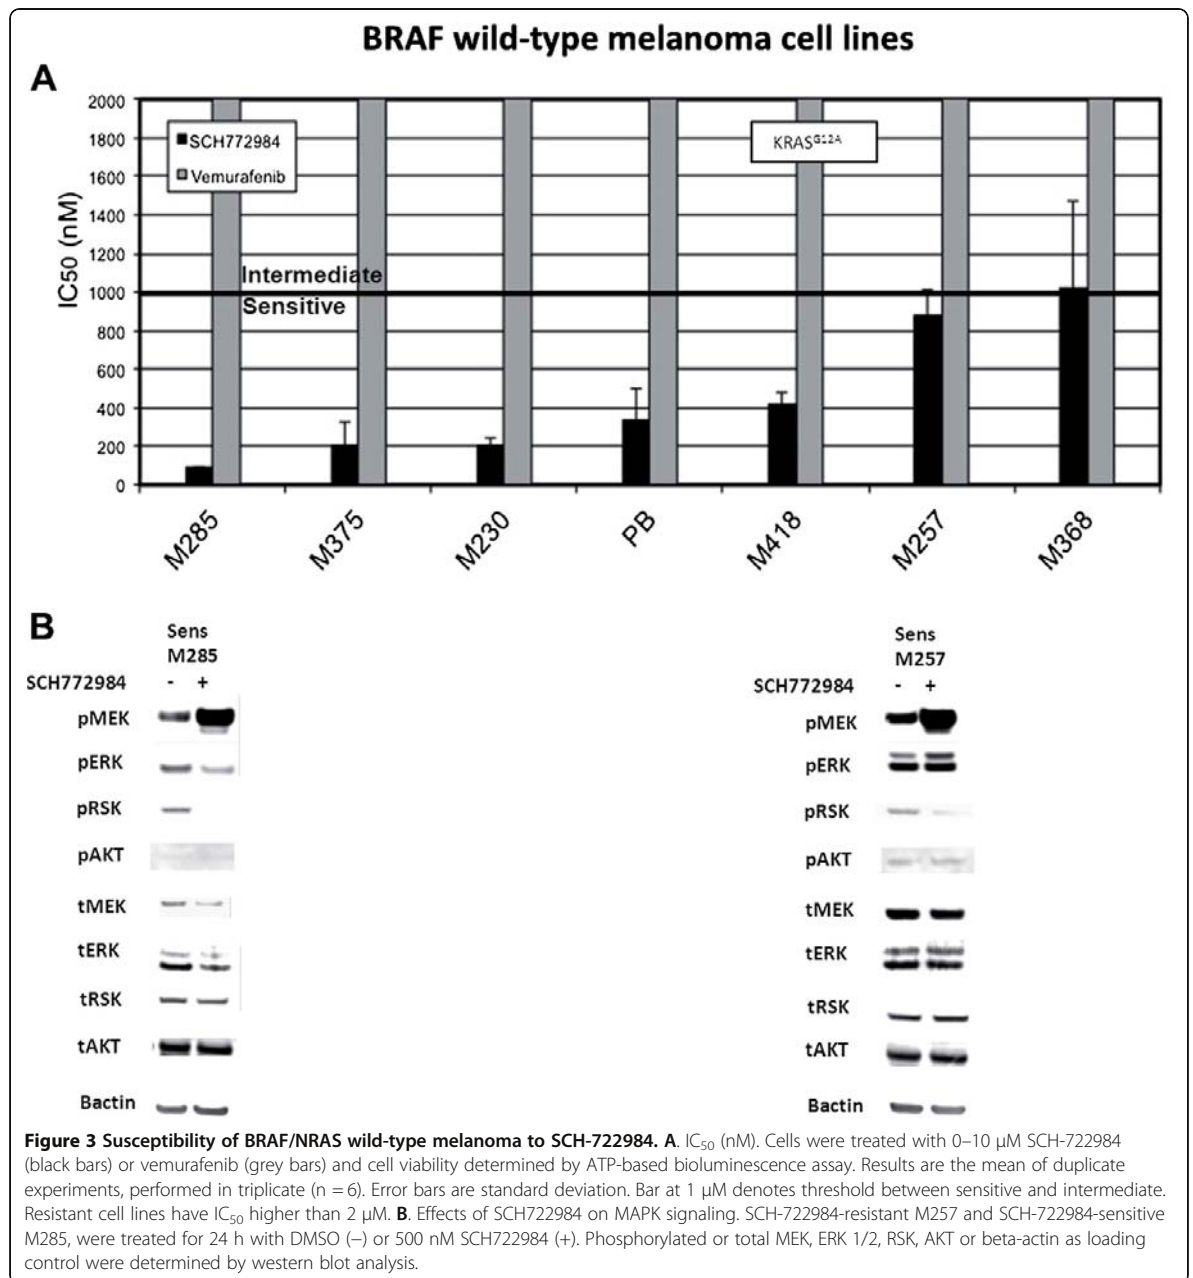 BRAF wild-type melanoma cell lines
A
IC50 (nM)
2000
1800
1600
1400
1200
1000
800
600
400
200
0
SCH772984
Vemurafenib
KRASG12A
Intermediate
Sensitive
M285
M375
M230
PB
M418
M257
M368
B
Sens
M285
SCH772984 - +
pMEK
pERK
pRSK
pAKT
tMEK
tERK
tRSK
tAKT
Bactin
Sens
M257
SCH772984 - +
pMEK
pERK
pRSK
pAKT
tMEK
tERK
tRSK
tAKT
Bactin
Figure 3 Susceptibility of BRAF/NRAS wild-type melanoma to SCH-722984. A. IC50 (nM). Cells were treated with 0–10 μM SCH-722984
(black bars) or vemurafenib (grey bars) and cell viability determined by ATP-based bioluminescence assay. Results are the mean of duplicate
experiments, performed in triplicate (n = 6). Error bars are standard deviation. Bar at 1 μM denotes threshold between sensitive and intermediate.
Resistant cell lines have IC50 higher than 2 μM. B. Effects of SCH722984 on MAPK signaling. SCH-722984-resistant M257 and SCH-722984-sensitive
M285, were treated for 24 h with DMSO (−) or 500 nM SCH722984 (+). Phosphorylated or total MEK, ERK 1/2, RSK, AKT or beta-actin as loading
control were determined by western blot analysis.